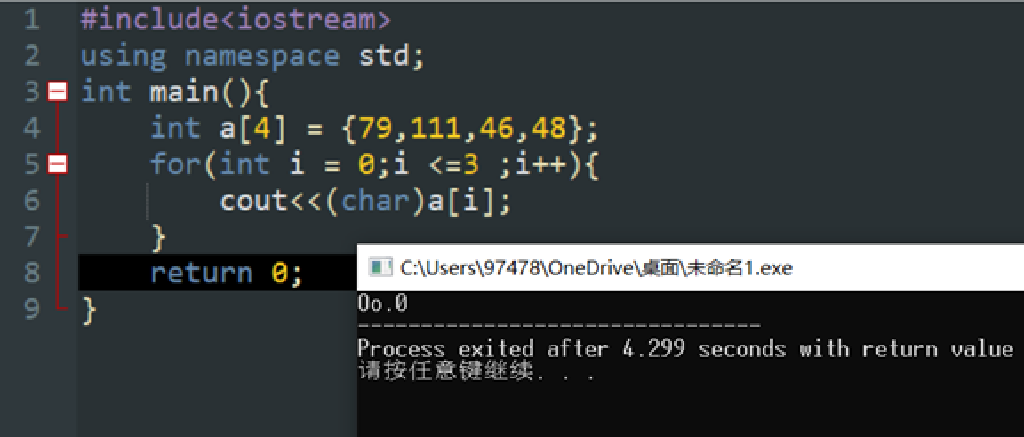 1 #include<iostream>
2 using namespace std;
3 int main(){
4 int a[4] = {79,111,46,48};
5 for(int i = 0;i <=3 ;i++){
6 cout<<(char)a[i];
7 }
8 return 0;
9 }
C:\Users\97478\OneDrive\桌面\未命名1.exe
Oo.0
--------------------------------
Process exited after 4.299 seconds with return value
请按任意键继续. . .